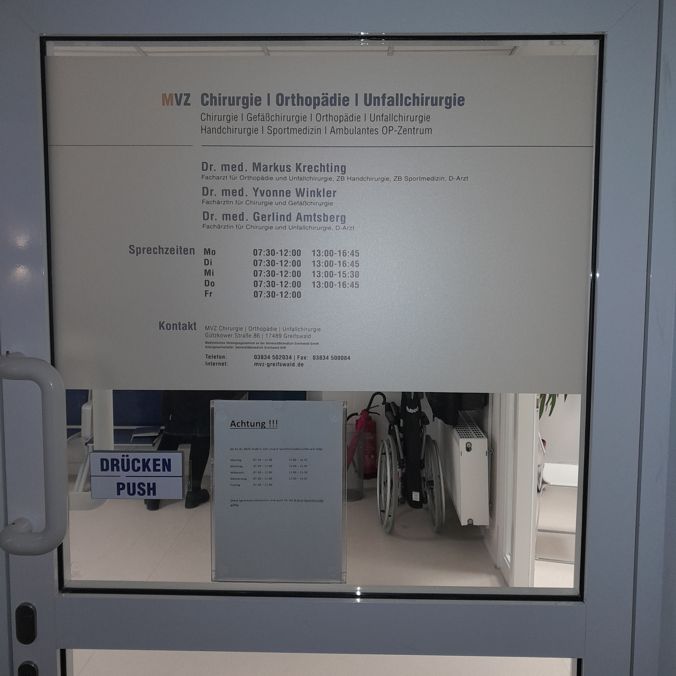 MVZ Chirurgie | Orthopädie | Unfallchirurgie
Chirurgie | Gefäßchirurgie | Orthopädie | Unfallchirurgie
Handchirurgie | Sportmedizin | Ambulantes OP-Zentrum
Dr. med. Markus Krechting
Facharzt für Orthopädie und Unfallchirurgie, ZB Handchirurgie, ZB Sportmedizin, D-Arzt
Dr. med. Yvonne Winkler
Fachärztin für Chirurgie und Gefäßchirurgie
Dr. med. Gerlind Amtsberg
Fachärztin für Chirurgie und Unfallchirurgie, D-Arzt
Sprechzeiten Mo 07:30-12:00 13:00-16:45
Di 07:30-12:00 13:00-16:45
Mi 07:30-12:00 13:00-15:30
Do 07:30-12:00 13:00-16:45
Fr 07:30-12:00
Kontakt MVZ Chirurgie | Orthopädie | Unfallchirurgie
Gützkower Straße 86 | 17489 Greifswald
Telefon: 03834 502034 | Fax: 03834 500084
Internet: mvz-greifswald.de
Achtung !!!
DRÜCKEN
PUSH